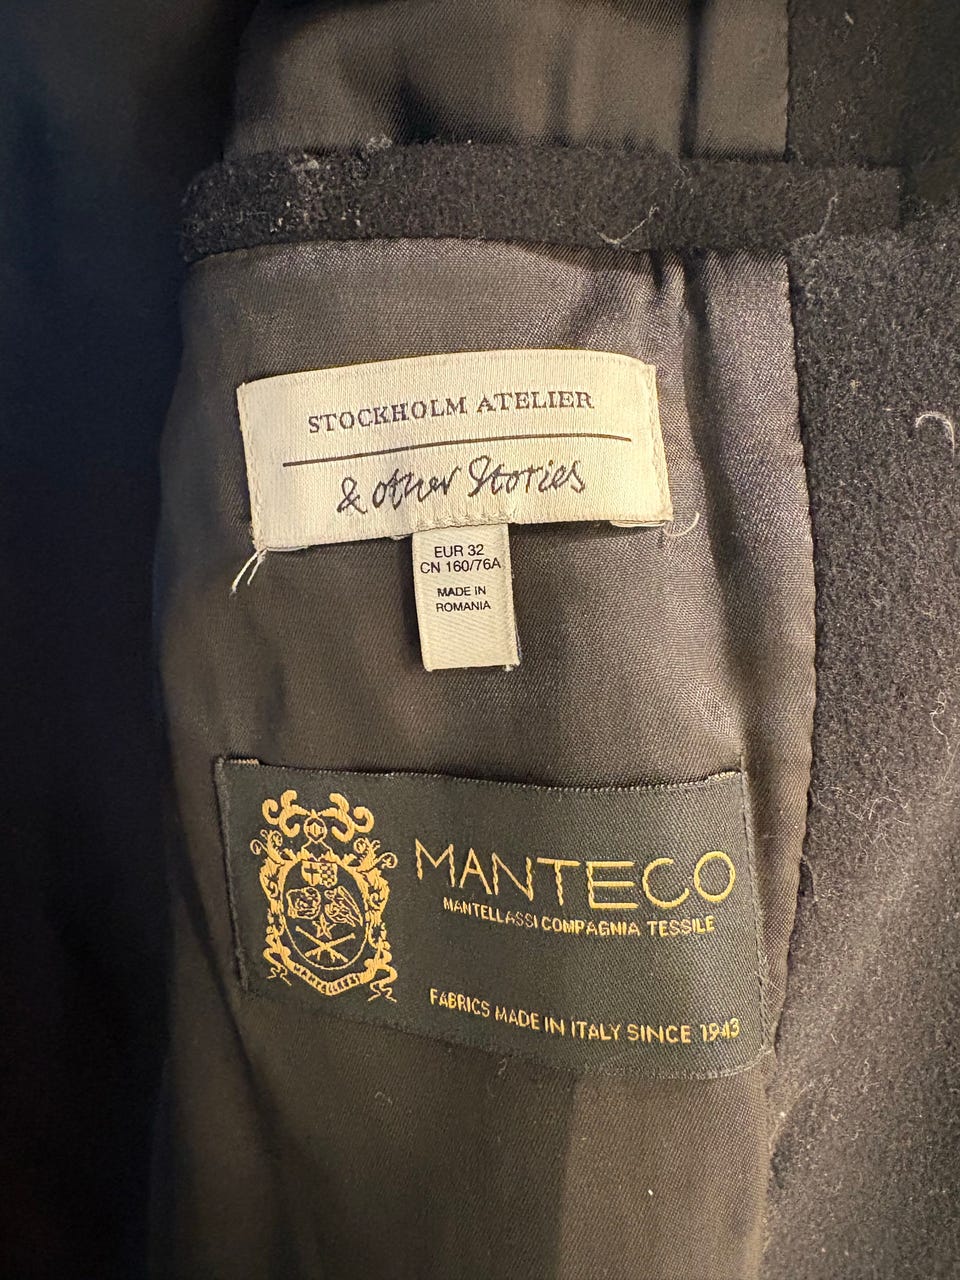 STOCKHOLM ATELIER
& other Stories
EUR 32
CN 160/76A
MADE IN
ROMANIA
MANTECO
MANTELLASSI COMPAGNIA TESSILE
MANTELLASSI
FABRICS MADE IN ITALY SINCE 1943